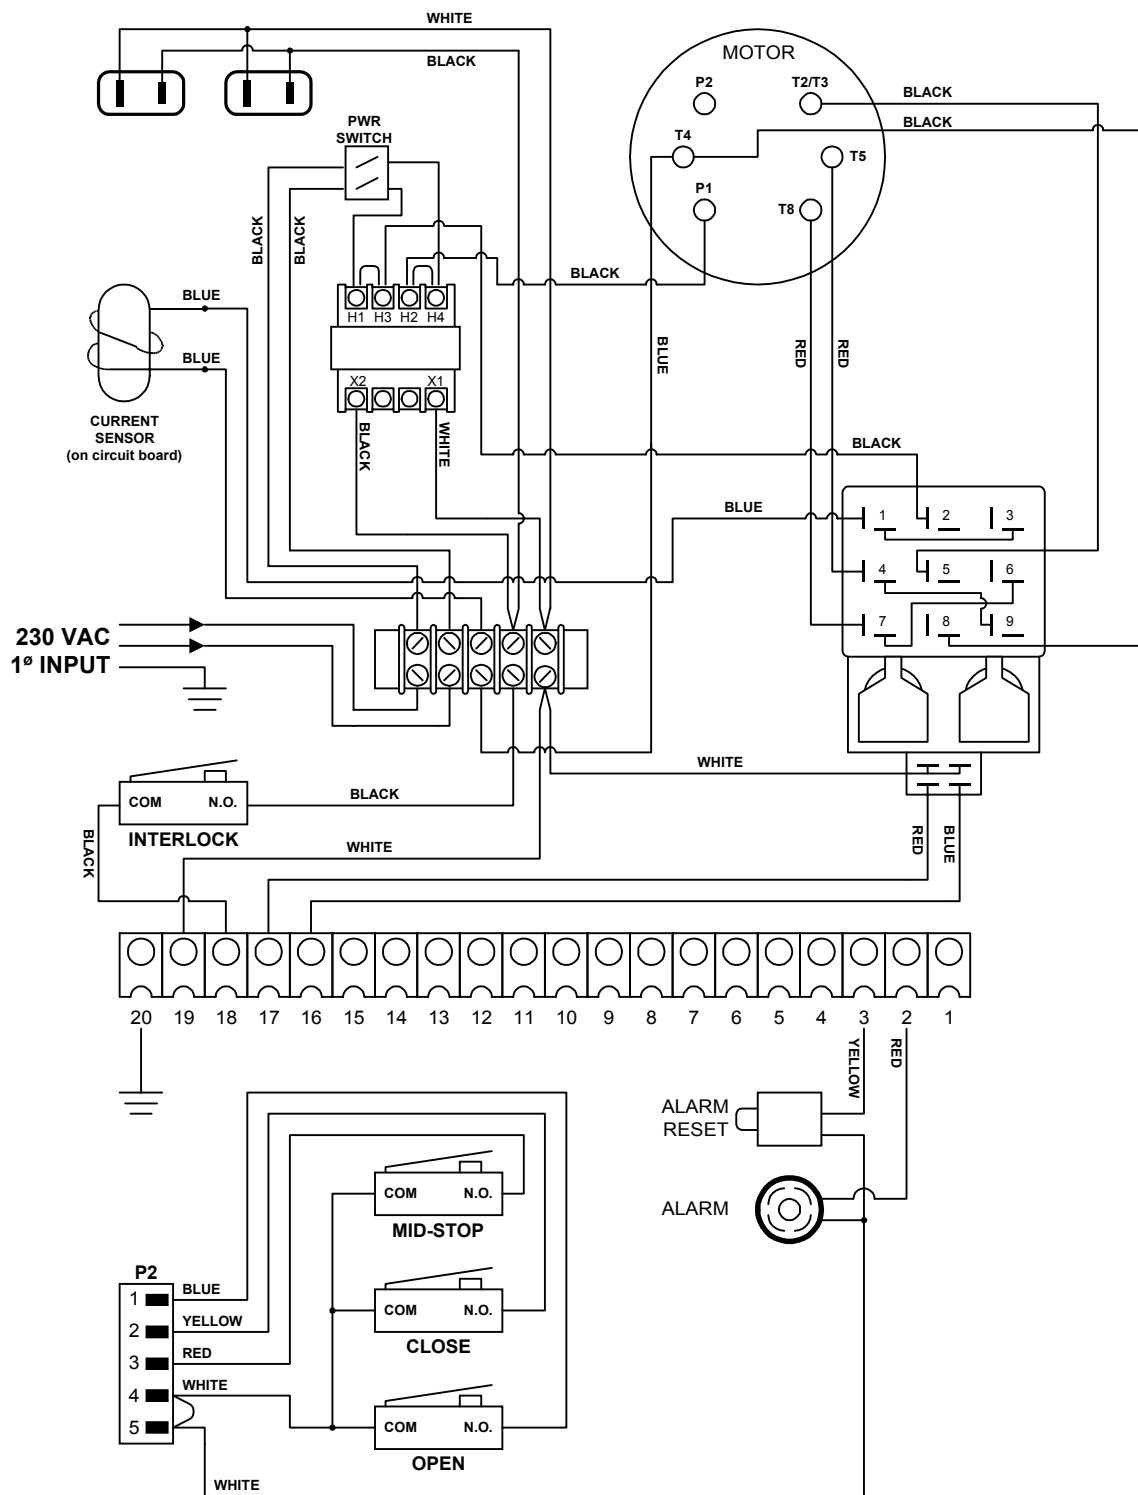 WHITE
BLACK
MOTOR
P2
T2/T3
BLACK
BLACK
PWR
SWITCH
T4
T5
P1
T8
BLACK
BLACK
BLACK
BLUE
BLUE
H1 H3 H2 H4
X2 X1
BLUE
RED
RED
CURRENT
SENSOR
(on circuit board)
BLACK
WHITE
BLACK
BLUE
1 2 3
4 5 6
7 8 9
230 VAC
1ø INPUT
WHITE
COM N.O.
BLACK
INTERLOCK
BLACK
WHITE
RED
BLUE
20 19 18 17 16 15 14 13 12 11 10 9 8 7 6 5 4 3 2 1
YELLOW
RED
ALARM
RESET
ALARM
COM N.O.
MID-STOP
P2
1 BLUE
2 YELLOW
3 RED
4 WHITE
5
COM N.O.
CLOSE
COM N.O.
OPEN
WHITE